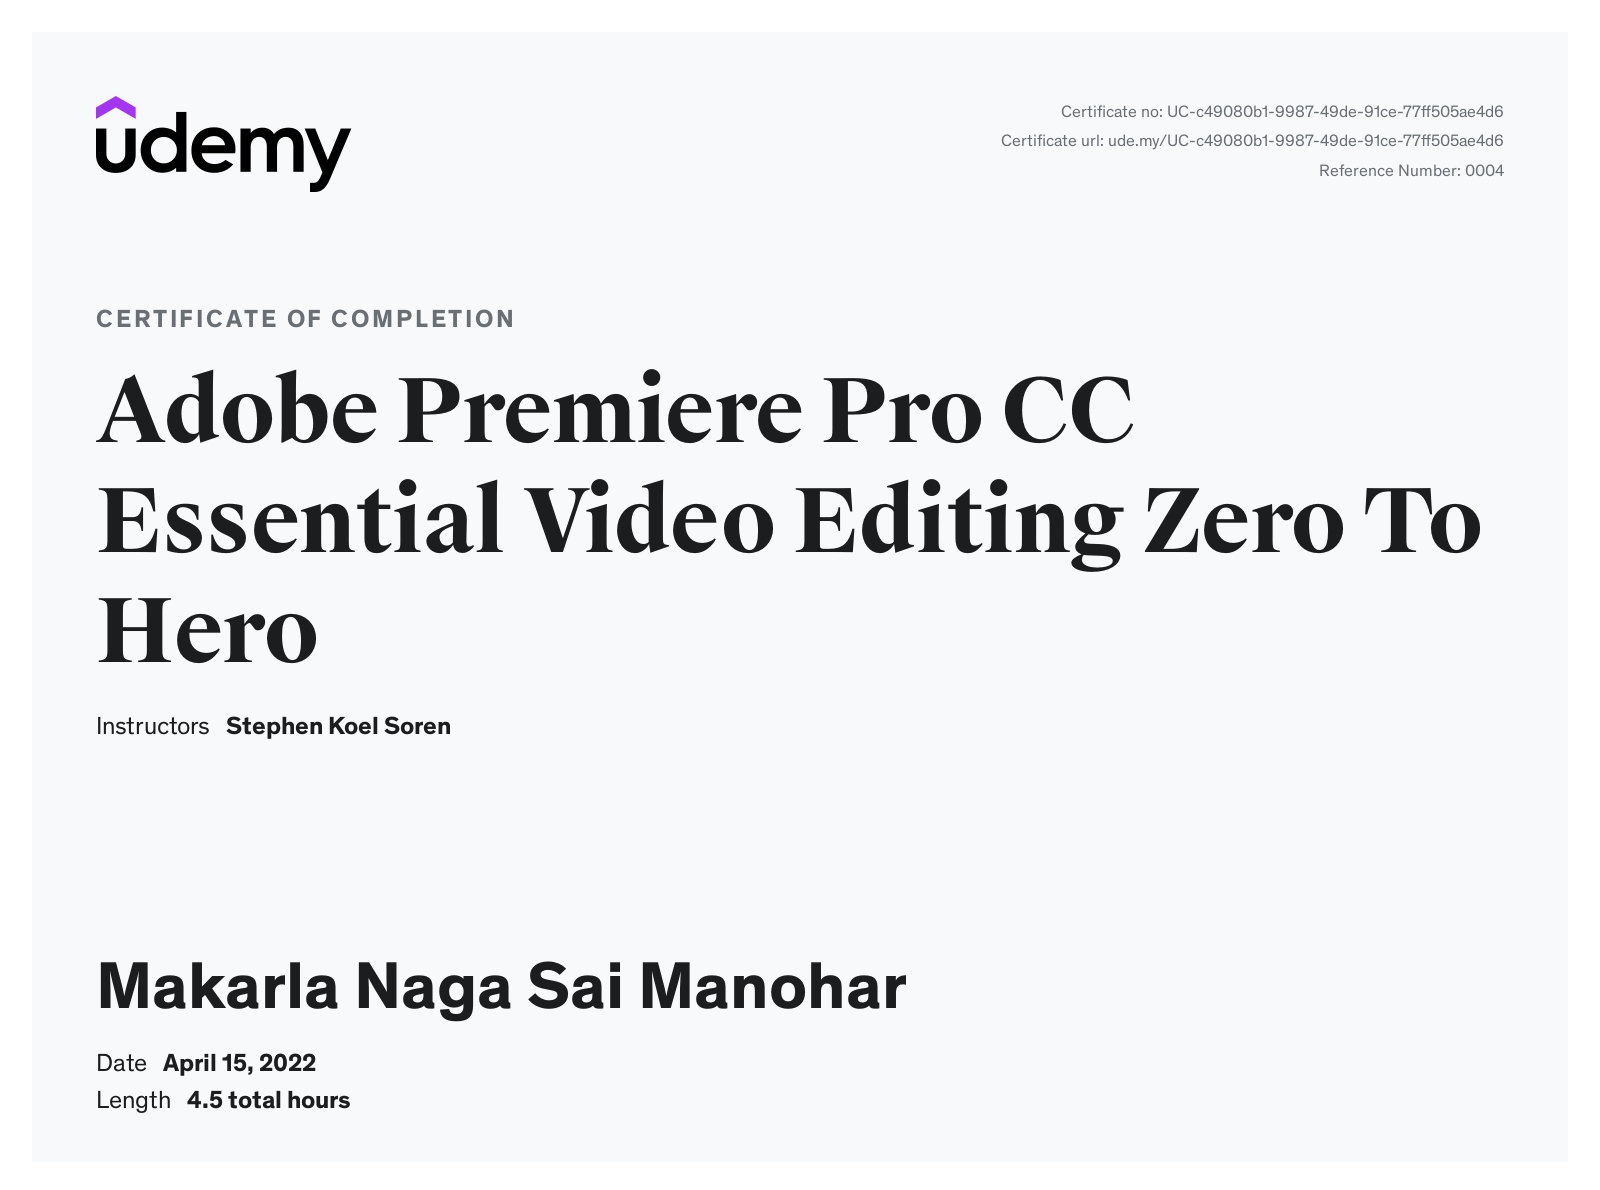 udemy
Certificate no: UC-c49080b1-9987-49de-91ce-77ff505ae4d6
Certificate url: ude.my/UC-c49080b1-9987-49de-91ce-77ff505ae4d6
Reference Number: 0004
CERTIFICATE OF COMPLETION
Adobe Premiere Pro CC
Essential Video Editing Zero To
Hero
Instructors Stephen Koel Soren
Makarla Naga Sai Manohar
Date April 15, 2022
Length 4.5 total hours